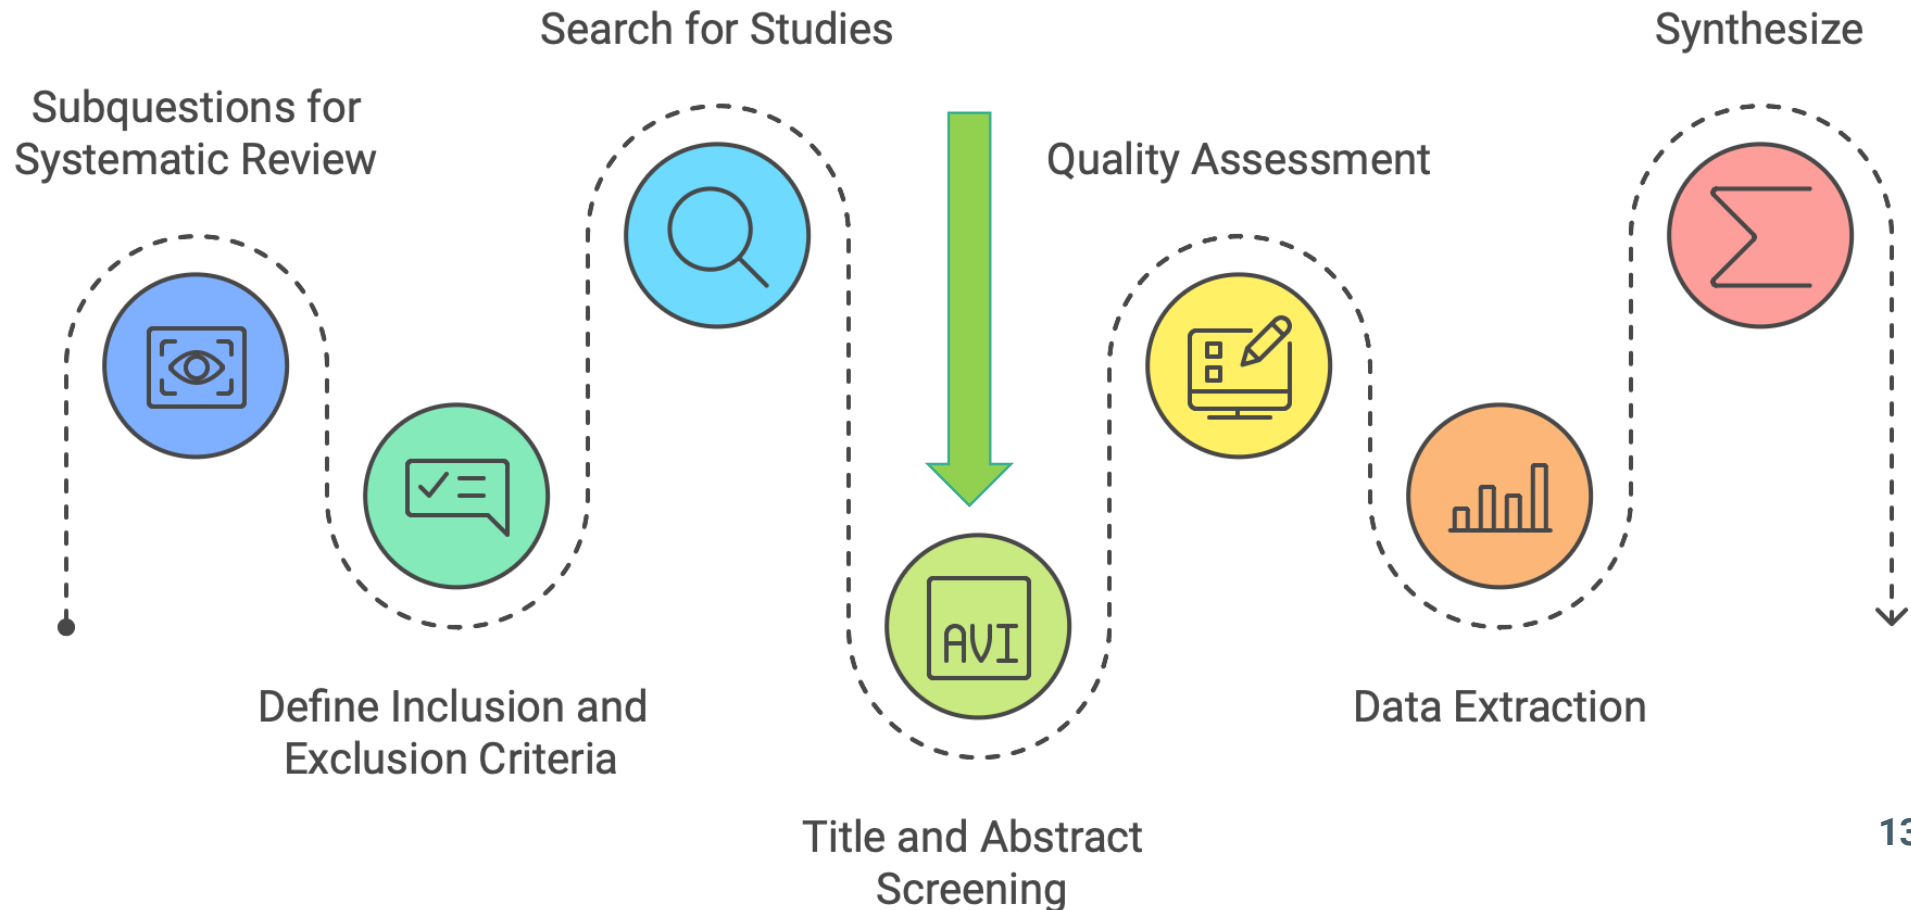 Search for Studies
Synthesize
Subquestions for
Systematic Review
Quality Assessment
AVI
Define Inclusion and
Exclusion Criteria
Data Extraction
Title and Abstract
Screening
13